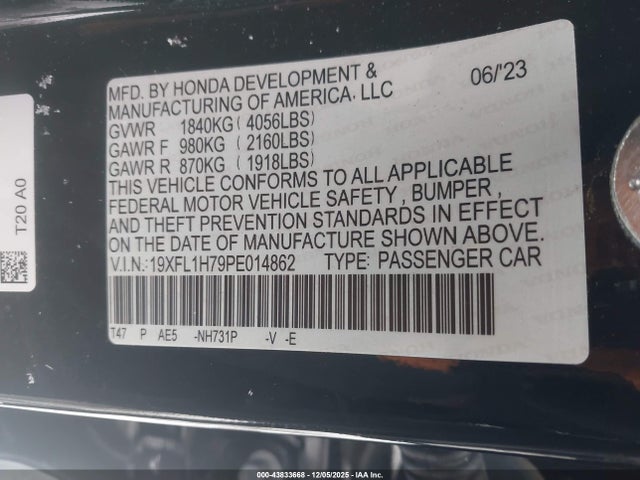 MFD. BY HONDA DEVELOPMENT & 06/'23
MANUFACTURING OF AMERICA, LLC
GVWR 1840KG ( 4056LBS)
GAWR F 980KG ( 2160LBS)
GAWR R 870KG ( 1918LBS)
THIS VEHICLE CONFORMS TO ALL APPLICABLE
FEDERAL MOTOR VEHICLE SAFETY , BUMPER ,
AND THEFT PREVENTION STANDARDS IN EFFECT
ON THE DATE OF MANUFACTURE SHOWN ABOVE.
V.I.N.:19XFL1H79PE014862 TYPE: PASSENGER CAR
T47 P AE5 -NH731P -V -E
T20 A0
000-43833668 12/05/2025 - IAA Inc.